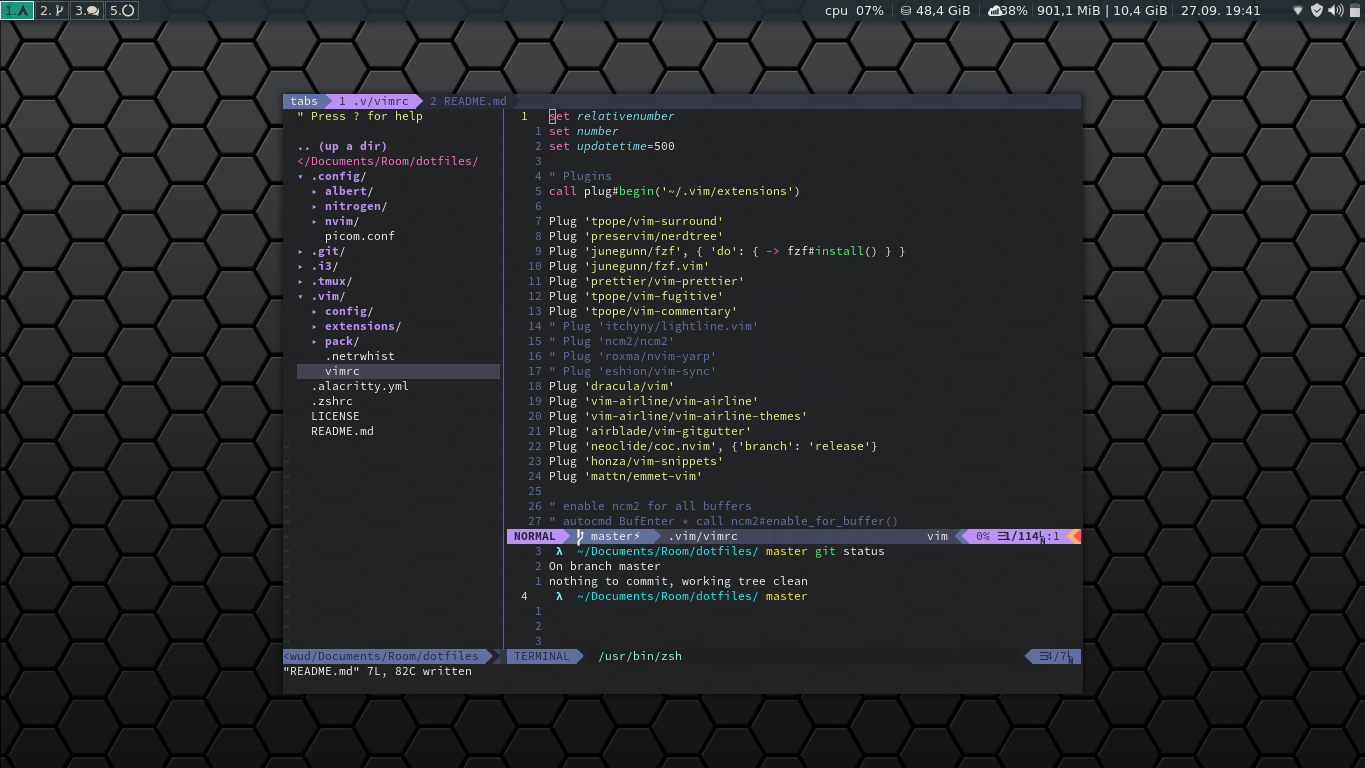 1. 2. 3. 5. cpu 07% 48,4 GiB 38% 901,1 MiB | 10,4 GiB 27.09. 19:41
tabs 1 .v/vimrc 2 README.md
" Press ? for help
.. (up a dir)
</Documents/Room/dotfiles/
▾ .config/
▸ albert/
▸ nitrogen/
▸ nvim/
picom.conf
▸ .git/
▸ .i3/
▸ .tmux/
▾ .vim/
▸ config/
▸ extensions/
▸ pack/
.netrwhist
vimrc
.alacritty.yml
.zshrc
LICENSE
README.md
~
~
~
~
~
~
~
~
~
~
~
~
~
~
<wud/Documents/Room/dotfiles
1 set relativenumber
1 set number
2 set updatetime=500
3
4 " Plugins
5 call plug#begin('~/.vim/extensions')
6
7 Plug 'tpope/vim-surround'
8 Plug 'preservim/nerdtree'
9 Plug 'junegunn/fzf', { 'do': { -> fzf#install() } }
10 Plug 'junegunn/fzf.vim'
11 Plug 'prettier/vim-prettier'
12 Plug 'tpope/vim-fugitive'
13 Plug 'tpope/vim-commentary'
14 " Plug 'itchyny/lightline.vim'
15 " Plug 'ncm2/ncm2'
16 " Plug 'roxma/nvim-yarp'
17 " Plug 'eshion/vim-sync'
18 Plug 'dracula/vim'
19 Plug 'vim-airline/vim-airline'
20 Plug 'vim-airline/vim-airline-themes'
21 Plug 'airblade/vim-gitgutter'
22 Plug 'neoclide/coc.nvim', {'branch': 'release'}
23 Plug 'honza/vim-snippets'
24 Plug 'mattn/emmet-vim'
25
26 " enable ncm2 for all buffers
27 " autocmd BufEnter * call ncm2#enable_for_buffer()
NORMAL master⚡ .vim/vimrc vim 0% ☰1/114 :1
3 λ ~/Documents/Room/dotfiles/ master git status
2 On branch master
1 nothing to commit, working tree clean
4 λ ~/Documents/Room/dotfiles/ master
1
2
3
TERMINAL /usr/bin/zsh ☰4/7
"README.md" 7L, 82C written